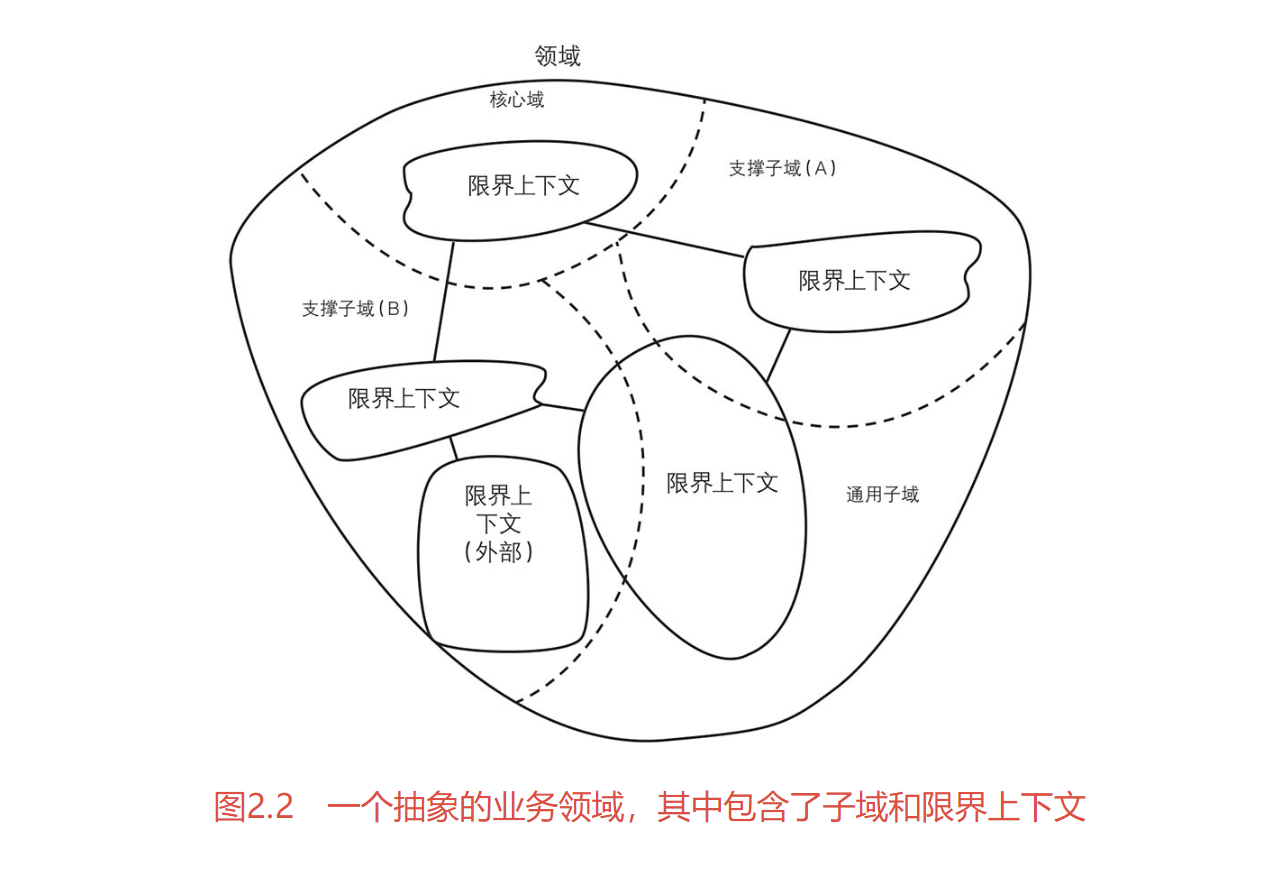 领域
核心域
支撑子域(A)
限界上下文
限界上下文
支撑子域(B)
限界上下文
限界上下文
通用子域
限界上
下文
(外部)
图2.2 一个抽象的业务领域，其中包含了子域和限界上下文